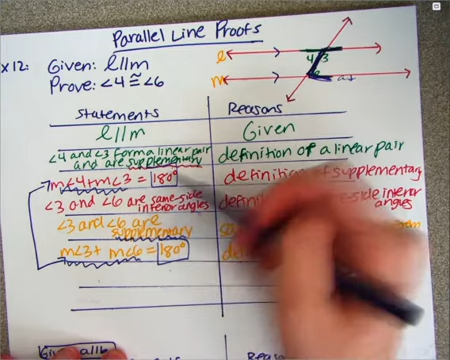 Parallel Line Proofs
x12: Given: l||m
Prove: ∠4 ≅ ∠6
l
m
4 3
Statements Reasons
l||m Given
∠4 and ∠3 form a linear pair and are supplementary definition of a linear pair
m∠4 + m∠3 = 180° definition of supplementary
∠3 and ∠6 are same-side interior angles side interior angles
∠3 and ∠6 are supplementary
m∠3 + m∠6 = 180°
Given: a||b Reasons